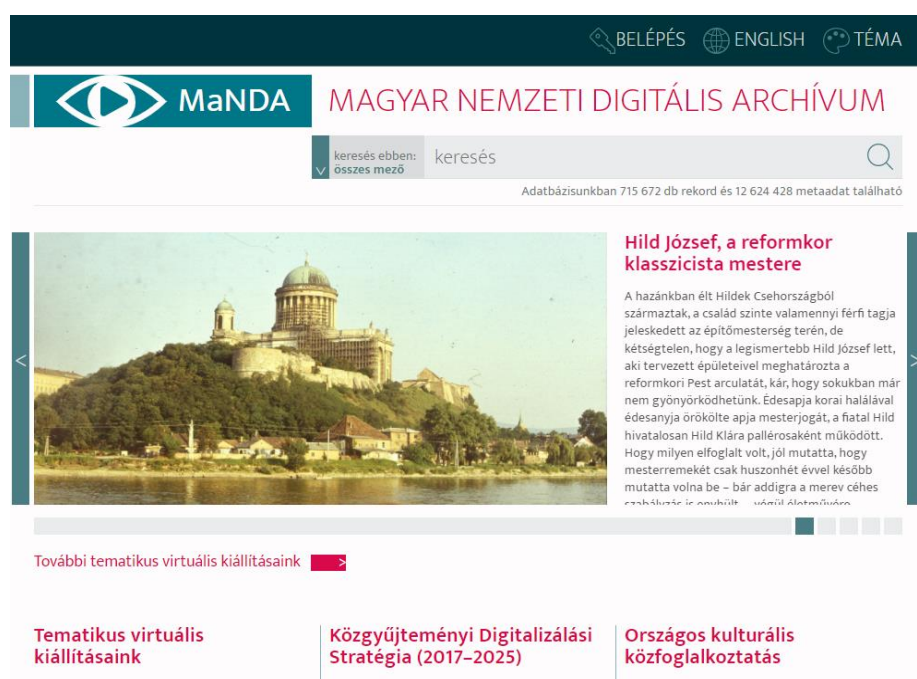 BELÉPÉS ENGLISH TÉMA
MaNDA MAGYAR NEMZETI DIGITÁLIS ARCHÍVUM
keresés ebben:
összes mező
keresés
Adatbázisunkban 715 672 db rekord és 12 624 428 metaadat található
Hild József, a reformkor
klasszicista mestere
A hazánkban élt Hildek Csehországból
származtak, a család szinte valamennyi férfi tagja
jeleskedett az építőmesterség terén, de
kétségtelen, hogy a legismertebb Hild József lett,
aki tervezett épületeivel meghatározta a
reformkori Pest arculatát, kár, hogy sokukban már
nem gyönyörködhetünk. Édesapja korai halálával
édesanyja örökölte apja mesterjogát, a fiatal Hild
hivatalosan Hild Klára pallérosaként működött.
Hogy milyen elfoglalt volt, jól mutatta, hogy
mesterremekét csak huszonhét évvel később
mutatta volna be – bár addigra a merev céhes
szabályzás is enyhült – végül életművére
További tematikus virtuális kiállításaink >
Tematikus virtuális
kiállításaink
Közgyűjteményi Digitalizálási
Stratégia (2017–2025)
Országos kulturális
közfoglalkoztatás